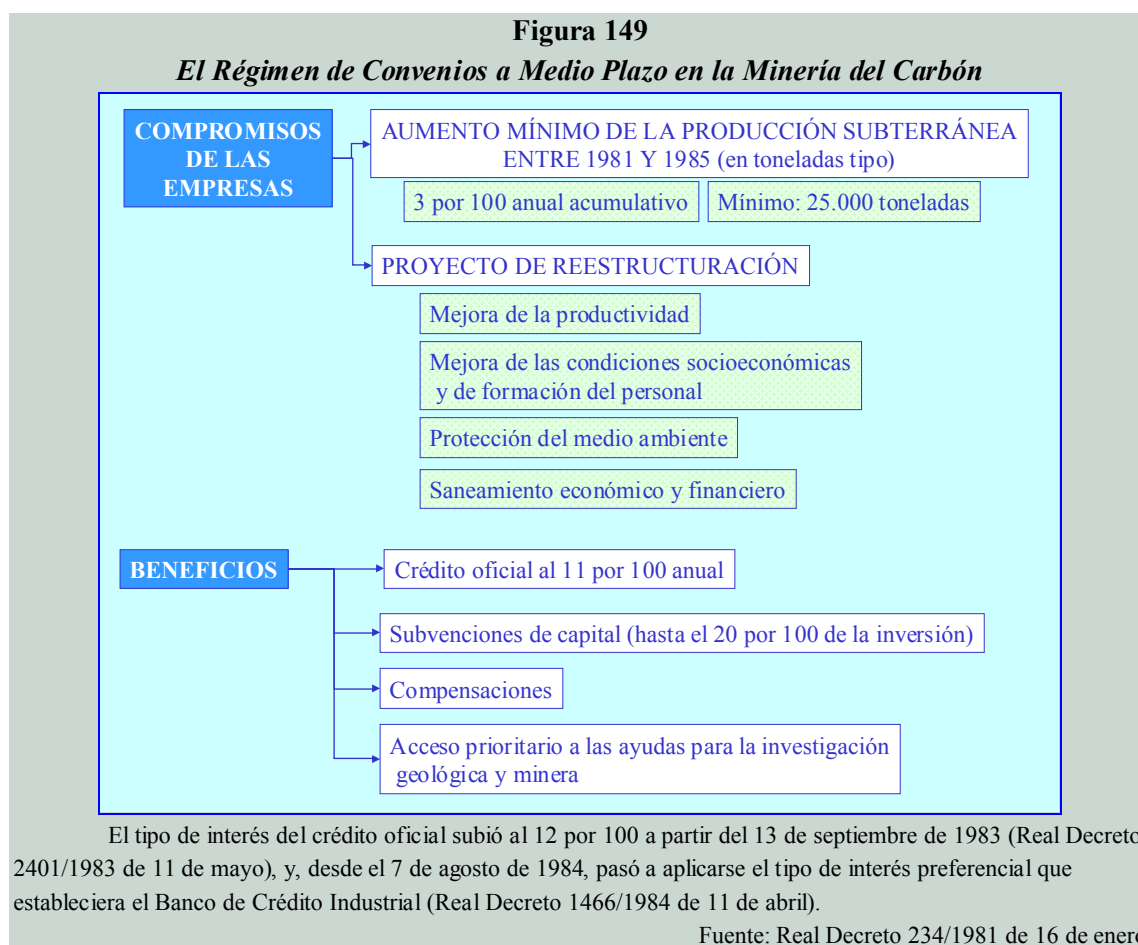 Figura 149
El Régimen de Convenios a Medio Plazo en la Minería del Carbón
COMPROMISOS
DE LAS
EMPRESAS
AUMENTO MÍNIMO DE LA PRODUCCIÓN SUBTERRÁNEA
ENTRE 1981 Y 1985 (en toneladas tipo)
3 por 100 anual acumulativo
Mínimo: 25.000 toneladas
PROYECTO DE REESTRUCTURACIÓN
Mejora de la productividad
Mejora de las condiciones socioeconómicas
y de formación del personal
Protección del medio ambiente
Saneamiento económico y financiero
BENEFICIOS
Crédito oficial al 11 por 100 anual
Subvenciones de capital (hasta el 20 por 100 de la inversión)
Compensaciones
Acceso prioritario a las ayudas para la investigación
geológica y minera
El tipo de interés del crédito oficial subió al 12 por 100 a partir del 13 de septiembre de 1983 (Real Decreto
2401/1983 de 11 de mayo), y, desde el 7 de agosto de 1984, pasó a aplicarse el tipo de interés preferencial que
estableciera el Banco de Crédito Industrial (Real Decreto 1466/1984 de 11 de abril).
Fuente: Real Decreto 234/1981 de 16 de enero